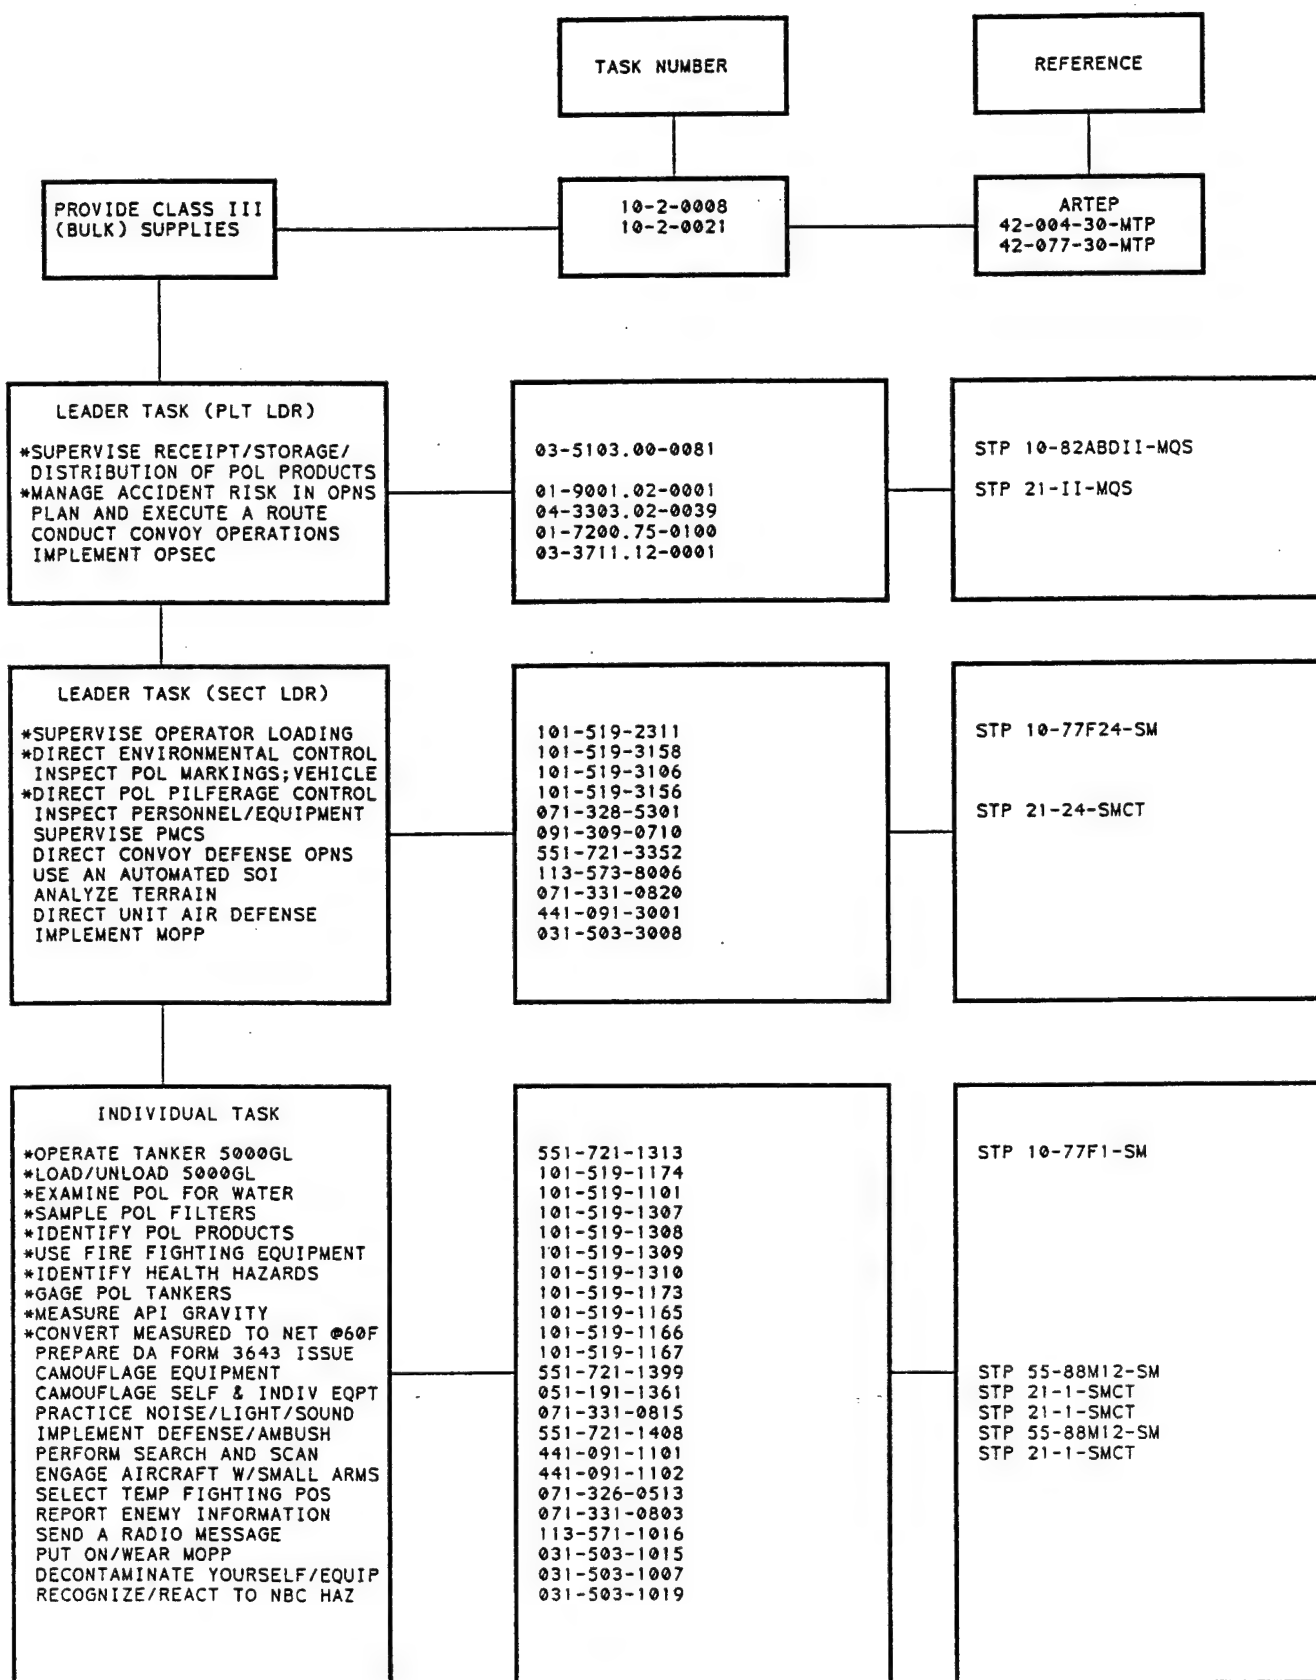 TASK NUMBER
REFERENCE
PROVIDE CLASS III
(BULK) SUPPLIES
10-2-0008
10-2-0021
ARTEP
42-004-30-MTP
42-077-30-MTP
LEADER TASK (PLT LDR)
*SUPERVISE RECEIPT/STORAGE/
DISTRIBUTION OF POL PRODUCTS
*MANAGE ACCIDENT RISK IN OPNS
PLAN AND EXECUTE A ROUTE
CONDUCT CONVOY OPERATIONS
IMPLEMENT OPSEC
03-5103.00-0081
01-9001.02-0001
04-3303.02-0039
01-7200.75-0100
03-3711.12-0001
STP 10-82ABDII-MQS
STP 21-II-MQS
LEADER TASK (SECT LDR)
*SUPERVISE OPERATOR LOADING
*DIRECT ENVIRONMENTAL CONTROL
INSPECT POL MARKINGS;VEHICLE
*DIRECT POL PILFERAGE CONTROL
INSPECT PERSONNEL/EQUIPMENT
SUPERVISE PMCS
DIRECT CONVOY DEFENSE OPNS
USE AN AUTOMATED SOI
ANALYZE TERRAIN
DIRECT UNIT AIR DEFENSE
IMPLEMENT MOPP
101-519-2311
101-519-3158
101-519-3106
101-519-3156
071-328-5301
091-309-0710
551-721-3352
113-573-8006
071-331-0820
441-091-3001
031-503-3008
STP 10-77F24-SM
STP 21-24-SMCT
INDIVIDUAL TASK
*OPERATE TANKER 5000GL
*LOAD/UNLOAD 5000GL
*EXAMINE POL FOR WATER
*SAMPLE POL FILTERS
*IDENTIFY POL PRODUCTS
*USE FIRE FIGHTING EQUIPMENT
*IDENTIFY HEALTH HAZARDS
*GAGE POL TANKERS
*MEASURE API GRAVITY
*CONVERT MEASURED TO NET @60F
PREPARE DA FORM 3643 ISSUE
CAMOUFLAGE EQUIPMENT
CAMOUFLAGE SELF & INDIV EQPT
PRACTICE NOISE/LIGHT/SOUND
IMPLEMENT DEFENSE/AMBUSH
PERFORM SEARCH AND SCAN
ENGAGE AIRCRAFT W/SMALL ARMS
SELECT TEMP FIGHTING POS
REPORT ENEMY INFORMATION
SEND A RADIO MESSAGE
PUT ON/WEAR MOPP
DECONTAMINATE YOURSELF/EQUIP
RECOGNIZE/REACT TO NBC HAZ
551-721-1313
101-519-1174
101-519-1101
101-519-1307
101-519-1308
101-519-1309
101-519-1310
101-519-1173
101-519-1165
101-519-1166
101-519-1167
551-721-1399
051-191-1361
071-331-0815
551-721-1408
441-091-1101
441-091-1102
071-326-0513
071-331-0803
113-571-1016
031-503-1015
031-503-1007
031-503-1019
STP 10-77F1-SM
STP 55-88M12-SM
STP 21-1-SMCT
STP 21-1-SMCT
STP 55-88M12-SM
STP 21-1-SMCT